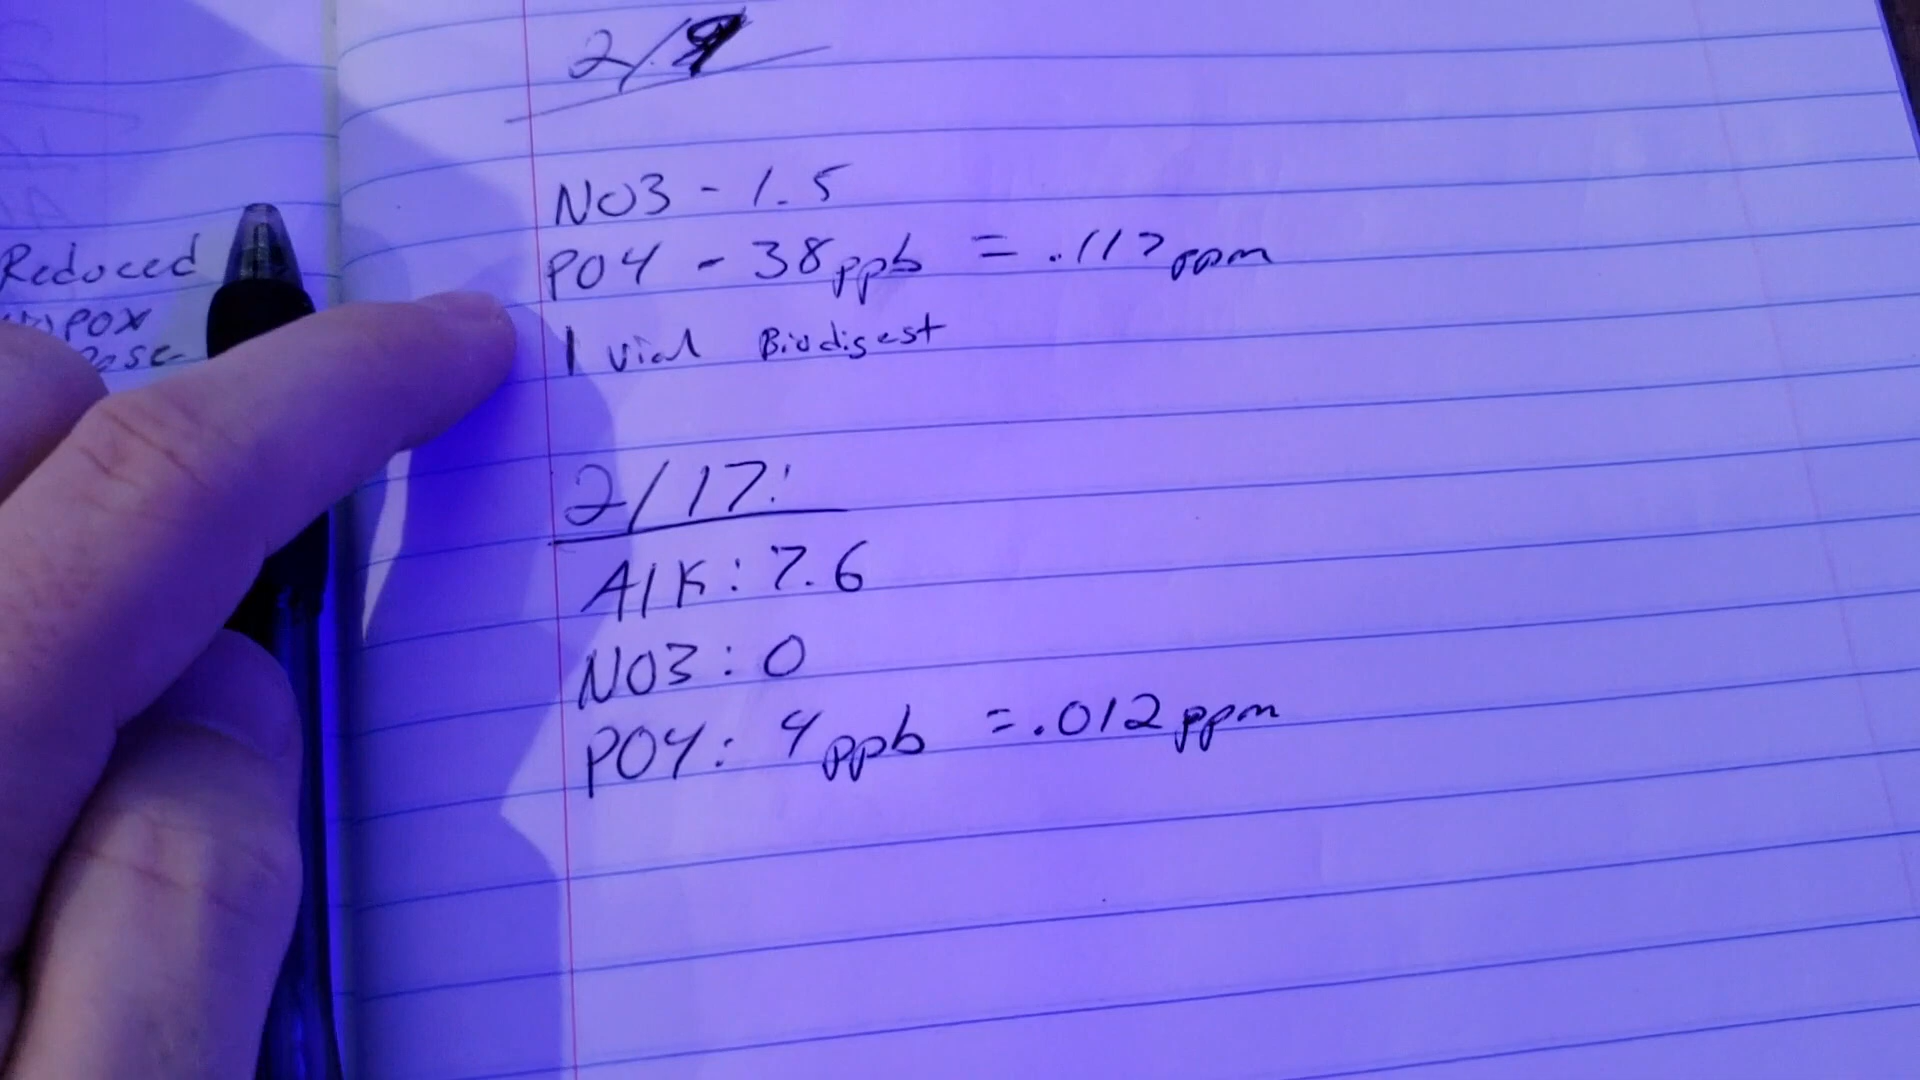 2/9
NO3 - 1.5
PO4 - 38ppb = .117ppm
1 vial Biodigest
2/17:
Alk: 7.6
NO3: 0
PO4: 4ppb = .012ppm
Reduced